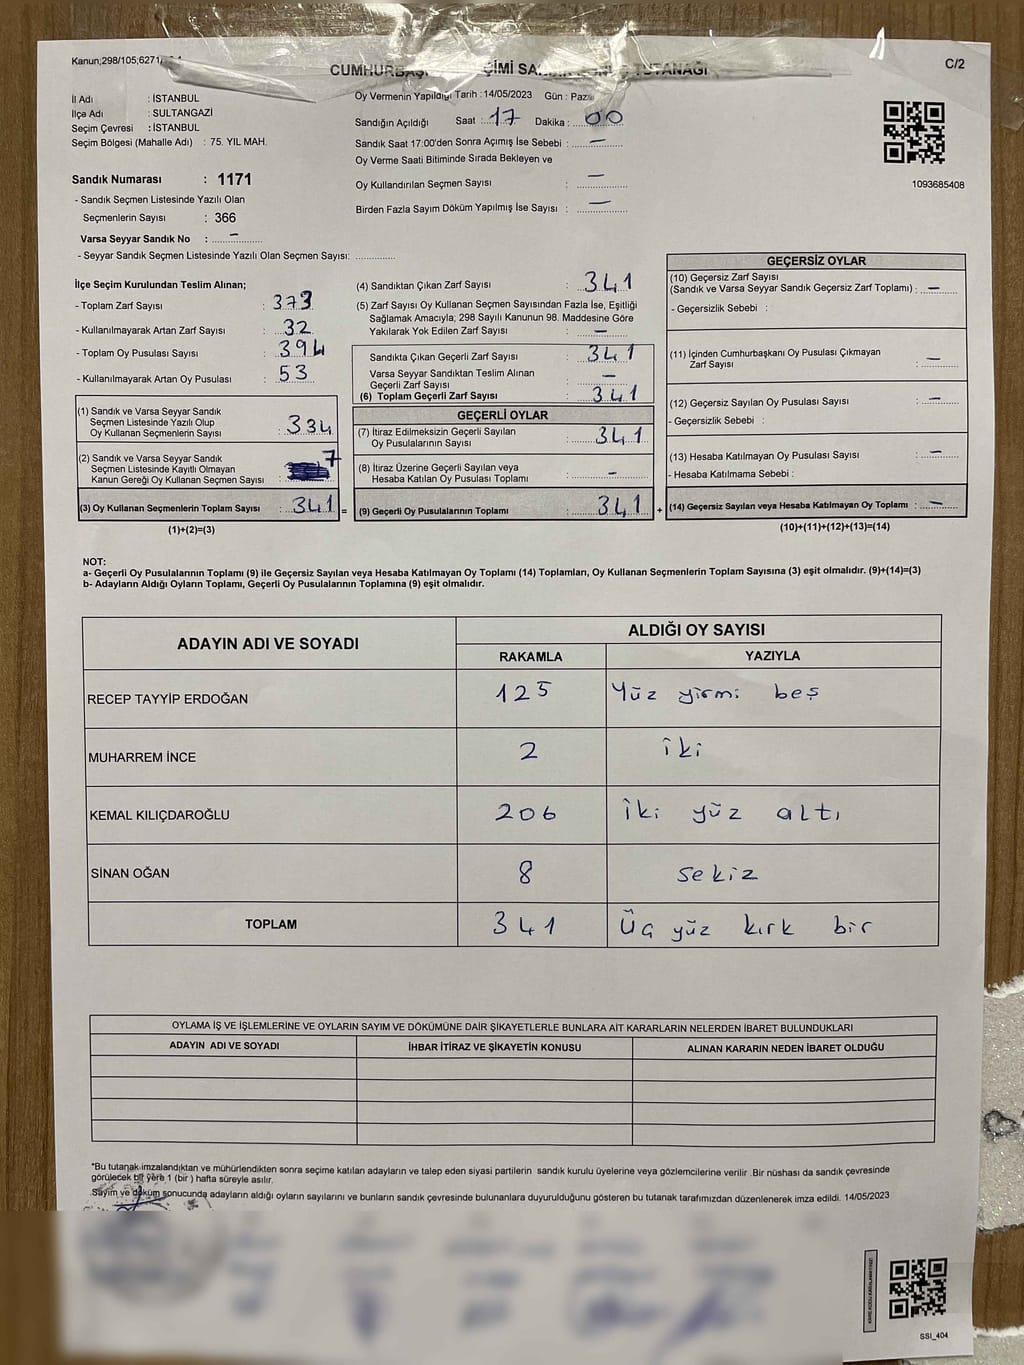 Kanun;298/105;6271/
CUMHURBAŞ ÇİMİ SA TUTANAĞI
C/2
İl Adı : İSTANBUL
İlçe Adı : SULTANGAZİ
Seçim Çevresi : İSTANBUL
Seçim Bölgesi (Mahalle Adı) : 75. YIL MAH.
Oy Vermenin Yapıldığı Tarih : 14/05/2023 Gün : Paza
Sandığın Açıldığı Saat : 17 Dakika : 00
Sandık Saat 17:00'den Sonra Açımış İse Sebebi : —
Oy Verme Saati Bitiminde Sırada Bekleyen ve
Oy Kullandırılan Seçmen Sayısı : —
Birden Fazla Sayım Döküm Yapılmış İse Sayısı : —
1093685408
Sandık Numarası : 1171
- Sandık Seçmen Listesinde Yazılı Olan
Seçmenlerin Sayısı : 366
Varsa Seyyar Sandık No : —
- Seyyar Sandık Seçmen Listesinde Yazılı Olan Seçmen Sayısı: ..............
İlçe Seçim Kurulundan Teslim Alınan;
- Toplam Zarf Sayısı : 373
- Kullanılmayarak Artan Zarf Sayısı : 32
- Toplam Oy Pusulası Sayısı : 394
- Kullanılmayarak Artan Oy Pusulası : 53
(1) Sandık ve Varsa Seyyar Sandık
Seçmen Listesinde Yazılı Olup
Oy Kullanan Seçmenlerin Sayısı : 334
(2) Sandık ve Varsa Seyyar Sandık
Seçmen Listesinde Kayıtlı Olmayan
Kanun Gereği Oy Kullanan Seçmen Sayısı : 7
(3) Oy Kullanan Seçmenlerin Toplam Sayısı : 341 =
(1)+(2)=(3)
(4) Sandıktan Çıkan Zarf Sayısı : 341
(5) Zarf Sayısı Oy Kullanan Seçmen Sayısından Fazla İse, Eşitliği
Sağlamak Amacıyla; 298 Sayılı Kanunun 98. Maddesine Göre
Yakılarak Yok Edilen Zarf Sayısı : —
Sandıkta Çıkan Geçerli Zarf Sayısı : 341
Varsa Seyyar Sandıktan Teslim Alınan
Geçerli Zarf Sayısı : —
(6) Toplam Geçerli Zarf Sayısı : 341
GEÇERLİ OYLAR
(7) İtiraz Edilmeksizin Geçerli Sayılan
Oy Pusulalarının Sayısı : 341
(8) İtiraz Üzerine Geçerli Sayılan veya
Hesaba Katılan Oy Pusulası Toplamı : —
(9) Geçerli Oy Pusulalarının Toplamı : 341 +
GEÇERSİZ OYLAR
(10) Geçersiz Zarf Sayısı
(Sandık ve Varsa Seyyar Sandık Geçersiz Zarf Toplamı) : —
- Geçersizlik Sebebi :
(11) İçinden Cumhurbaşkanı Oy Pusulası Çıkmayan
Zarf Sayısı : —
(12) Geçersiz Sayılan Oy Pusulası Sayısı : —
- Geçersizlik Sebebi :
(13) Hesaba Katılmayan Oy Pusulası Sayısı : —
- Hesaba Katılmama Sebebi :
(14) Geçersiz Sayılan veya Hesaba Katılmayan Oy Toplamı : —
(10)+(11)+(12)+(13)=(14)
NOT:
a- Geçerli Oy Pusulalarının Toplamı (9) ile Geçersiz Sayılan veya Hesaba Katılmayan Oy Toplamı (14) Toplamları, Oy Kullanan Seçmenlerin Toplam Sayısına (3) eşit olmalıdır. (9)+(14)=(3)
b- Adayların Aldığı Oyların Toplamı, Geçerli Oy Pusulalarının Toplamına (9) eşit olmalıdır.
ADAYIN ADI VE SOYADI
ALDIĞI OY SAYISI
RAKAMLA YAZIYLA
RECEP TAYYİP ERDOĞAN 125 Yüz yirmi beş
MUHARREM İNCE 2 iki
KEMAL KILIÇDAROĞLU 206 iki yüz altı
SİNAN OĞAN 8 sekiz
TOPLAM 341 Üç yüz kırk bir
OYLAMA İŞ VE İŞLEMLERİNE VE OYLARIN SAYIM VE DÖKÜMÜNE DAİR ŞİKAYETLERLE BUNLARA AİT KARARLARIN NELERDEN İBARET BULUNDUKLARI
ADAYIN ADI VE SOYADI İHBAR İTİRAZ VE ŞİKAYETİN KONUSU ALINAN KARARIN NEDEN İBARET OLDUĞU
*Bu tutanak imzalandıktan ve mühürlendikten sonra seçime katılan adayların ve talep eden siyasi partilerin sandık kurulu üyelerine veya gözlemcilerine verilir .Bir nüshası da sandık çevresinde
görülecek bir yere 1 (bir ) hafta süreyle asılır.
Sayım ve döküm sonucunda adayların aldığı oyların sayılarını ve bunların sandık çevresinde bulunanlara duyurulduğunu gösteren bu tutanak tarafımızdan düzenlenerek imza edildi. 14/05/2023
SSI_404